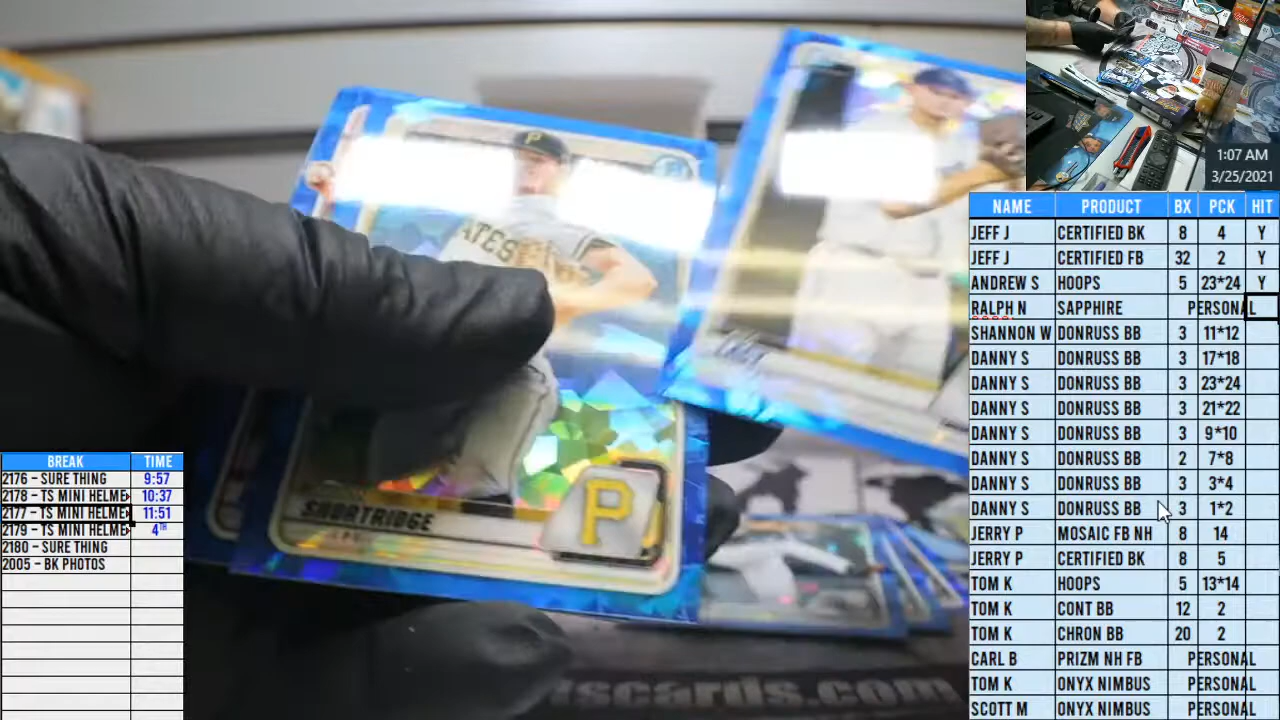 1:07 AM
3/25/2021
NAME PRODUCT BX PCK HIT
JEFF J CERTIFIED BK 8 4 Y
JEFF J CERTIFIED FB 32 2 Y
ANDREW S HOOPS 5 23*24 Y
RALPH N SAPPHIRE PERSONAL
SHANNON W DONRUSS BB 3 11*12
DANNY S DONRUSS BB 3 17*18
DANNY S DONRUSS BB 3 23*24
DANNY S DONRUSS BB 3 21*22
DANNY S DONRUSS BB 3 9*10
DANNY S DONRUSS BB 2 7*8
DANNY S DONRUSS BB 3 3*4
DANNY S DONRUSS BB 3 1*2
JERRY P MOSAIC FB NH 8 14
JERRY P CERTIFIED BK 8 5
TOM K HOOPS 5 13*14
TOM K CONT BB 12 2
TOM K CHRON BB 20 2
CARL B PRIZM NH FB PERSONAL
TOM K ONYX NIMBUS PERSONAL
SCOTT M ONYX NIMBUS PERSONAL
BREAK TIME
2176 - SURE THING 9:57
2178 - TS MINI HELME 10:37
2177 - TS MINI HELME 11:51
2179 - TS MINI HELME 4TH
2180 - SURE THING
2005 - BK PHOTOS
P
ATES
SHORTRIDGE
P
scards.com